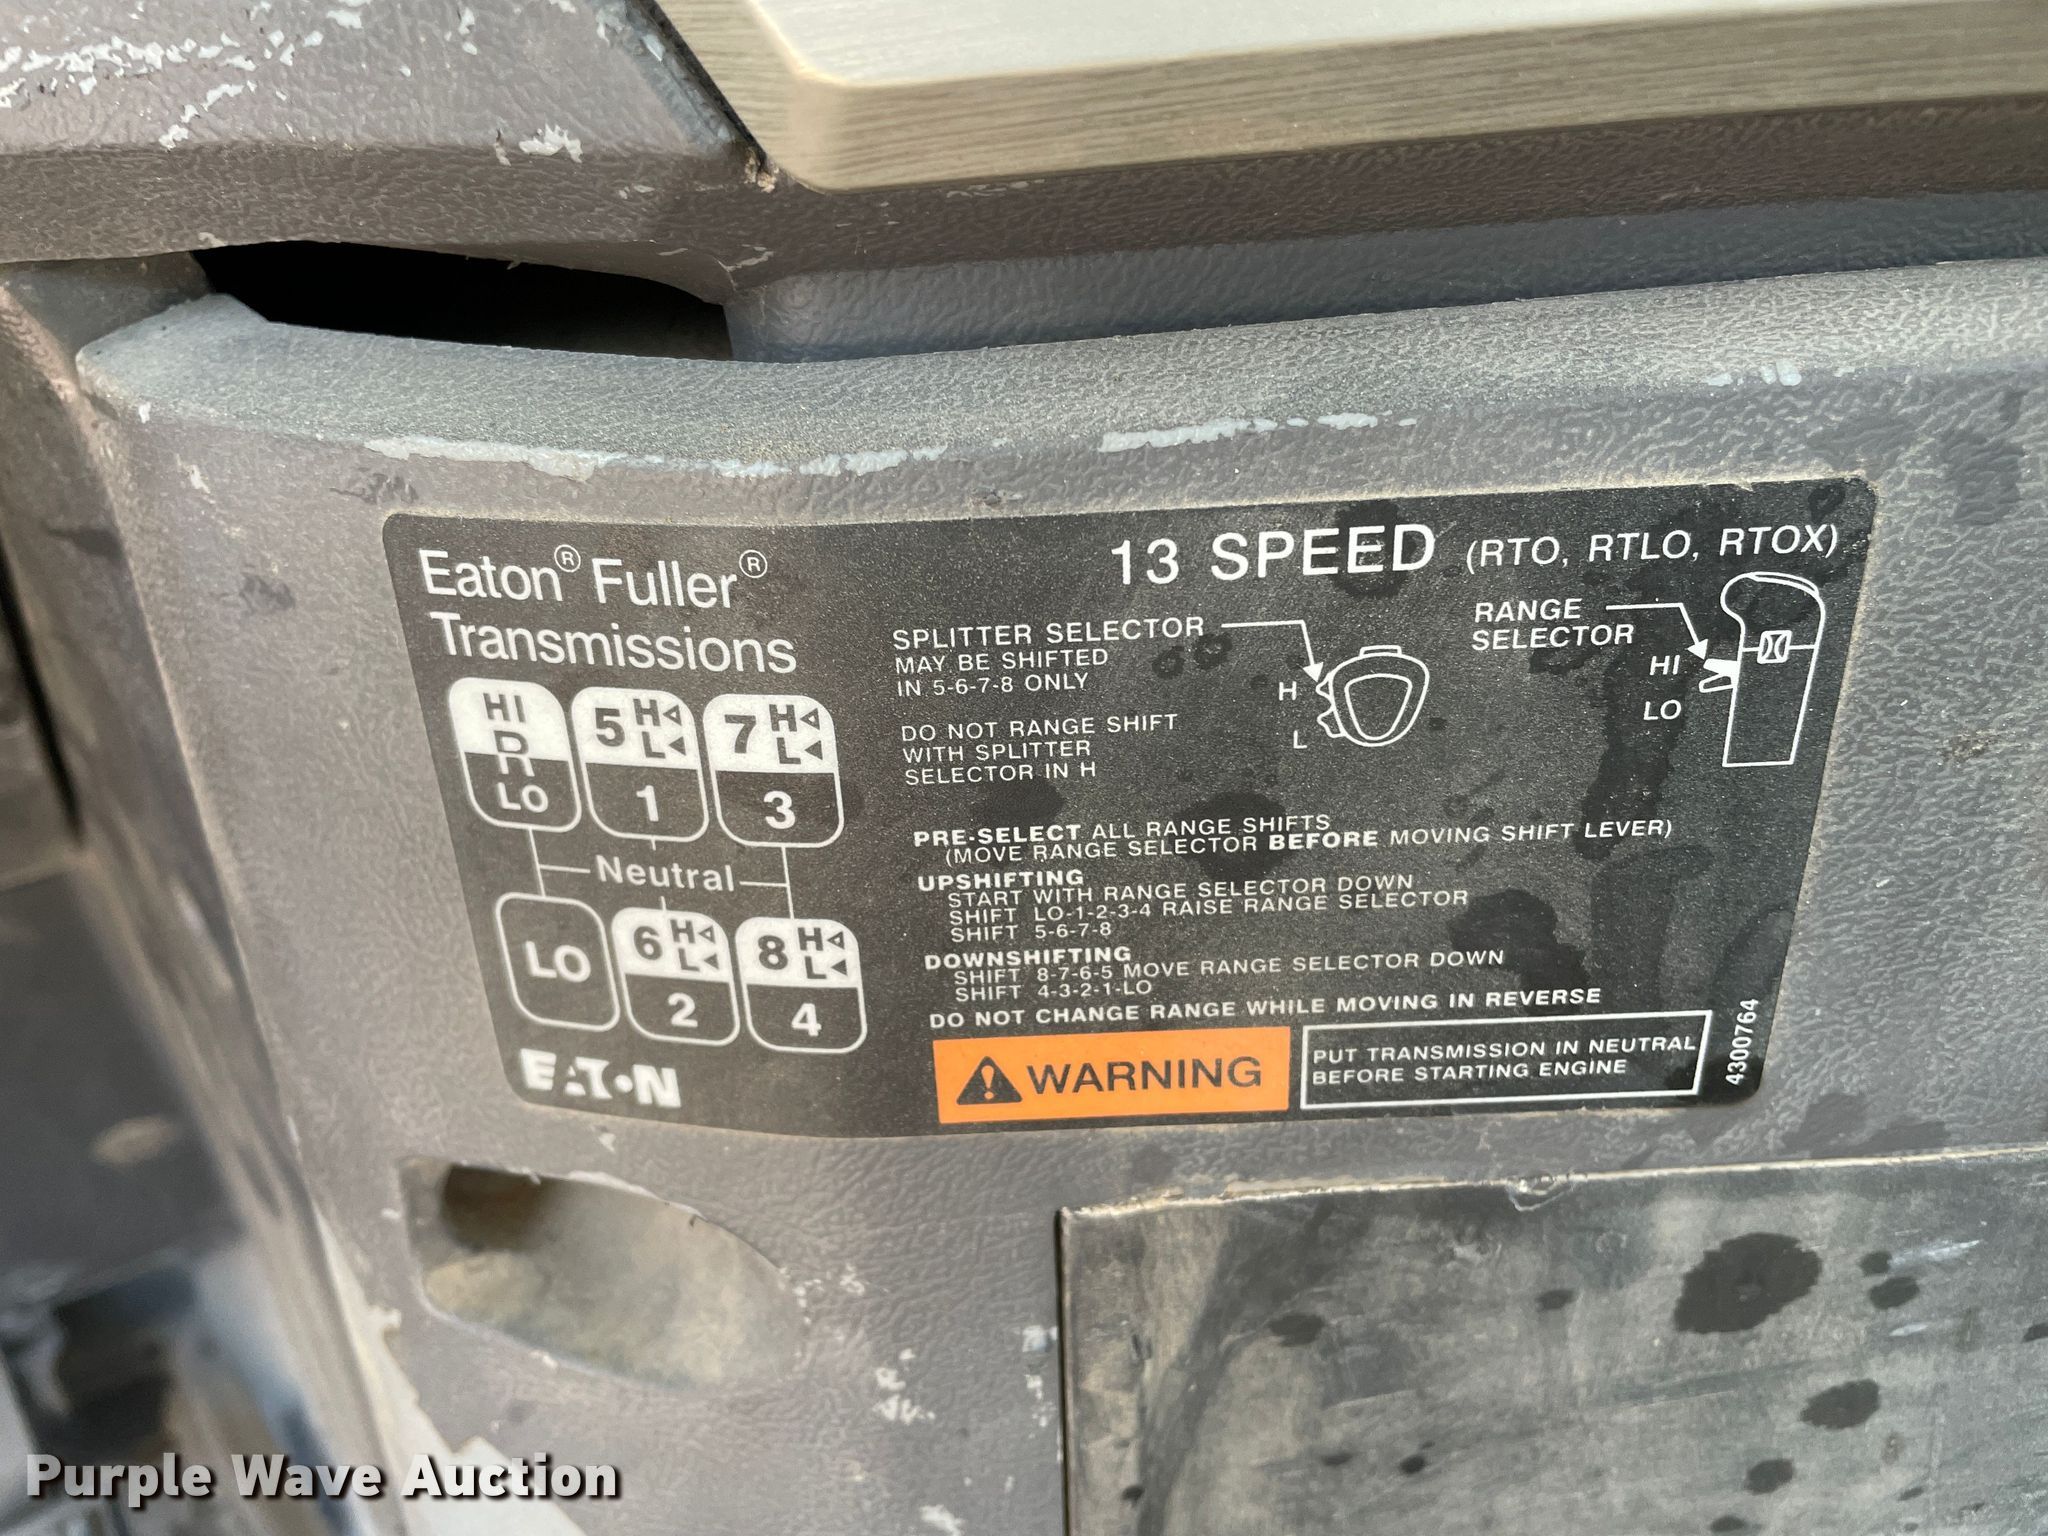 Eaton® Fuller®
Transmissions
13 SPEED (RTO, RTLO, RTOX)
HI
R
LO
5 H
L
1
7 H
L
3
Neutral
LO
6 H
L
2
8 H
L
4
EATON
SPLITTER SELECTOR
MAY BE SHIFTED
IN 5-6-7-8 ONLY
H
L
RANGE
SELECTOR
HI
LO
DO NOT RANGE SHIFT
WITH SPLITTER
SELECTOR IN H
PRE-SELECT ALL RANGE SHIFTS
(MOVE RANGE SELECTOR BEFORE MOVING SHIFT LEVER)
UPSHIFTING
START WITH RANGE SELECTOR DOWN
SHIFT LO-1-2-3-4 RAISE RANGE SELECTOR
SHIFT 5-6-7-8
DOWNSHIFTING
SHIFT 8-7-6-5 MOVE RANGE SELECTOR DOWN
SHIFT 4-3-2-1-LO
DO NOT CHANGE RANGE WHILE MOVING IN REVERSE
WARNING
PUT TRANSMISSION IN NEUTRAL
BEFORE STARTING ENGINE
4300764
Purple Wave Auction